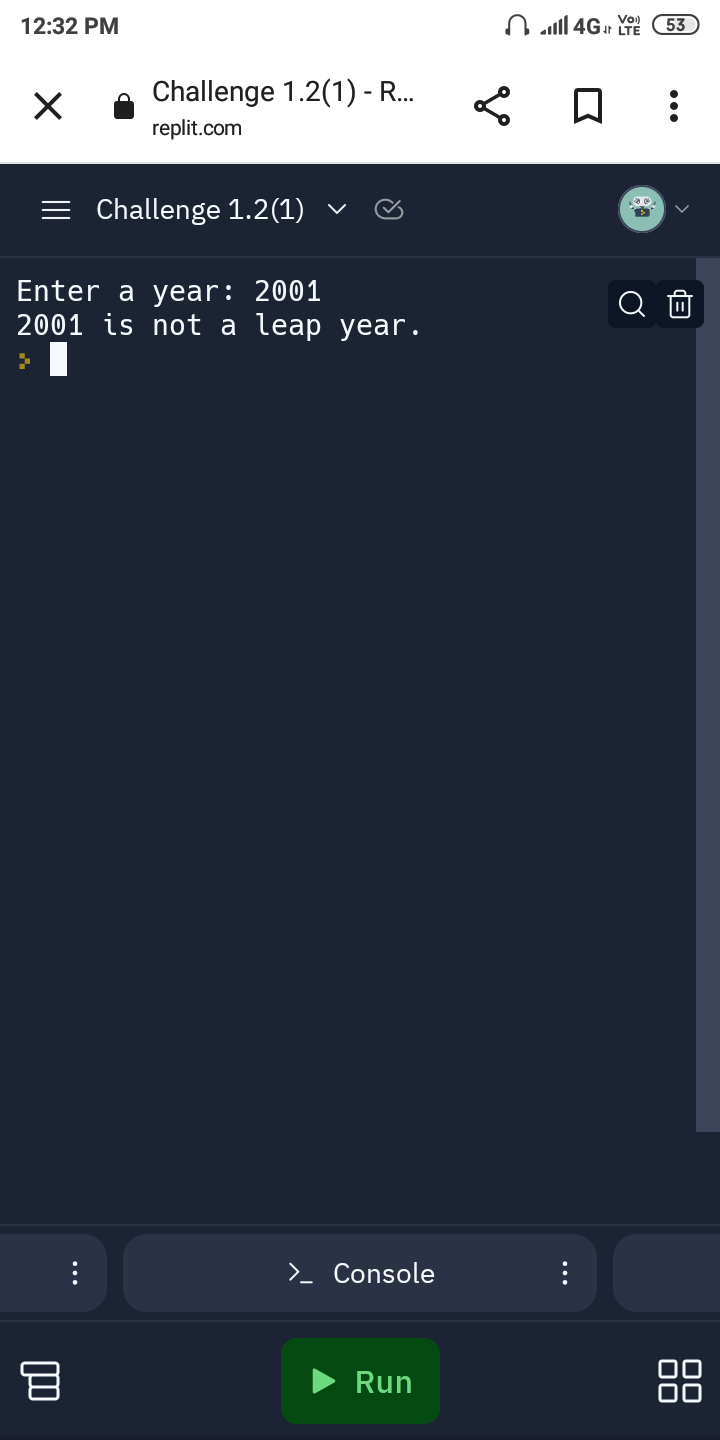 12:32 PM 4G Vo) LTE 53
Challenge 1.2(1) - R...
replit.com
Challenge 1.2(1)
Enter a year: 2001
2001 is not a leap year.
Console
Run